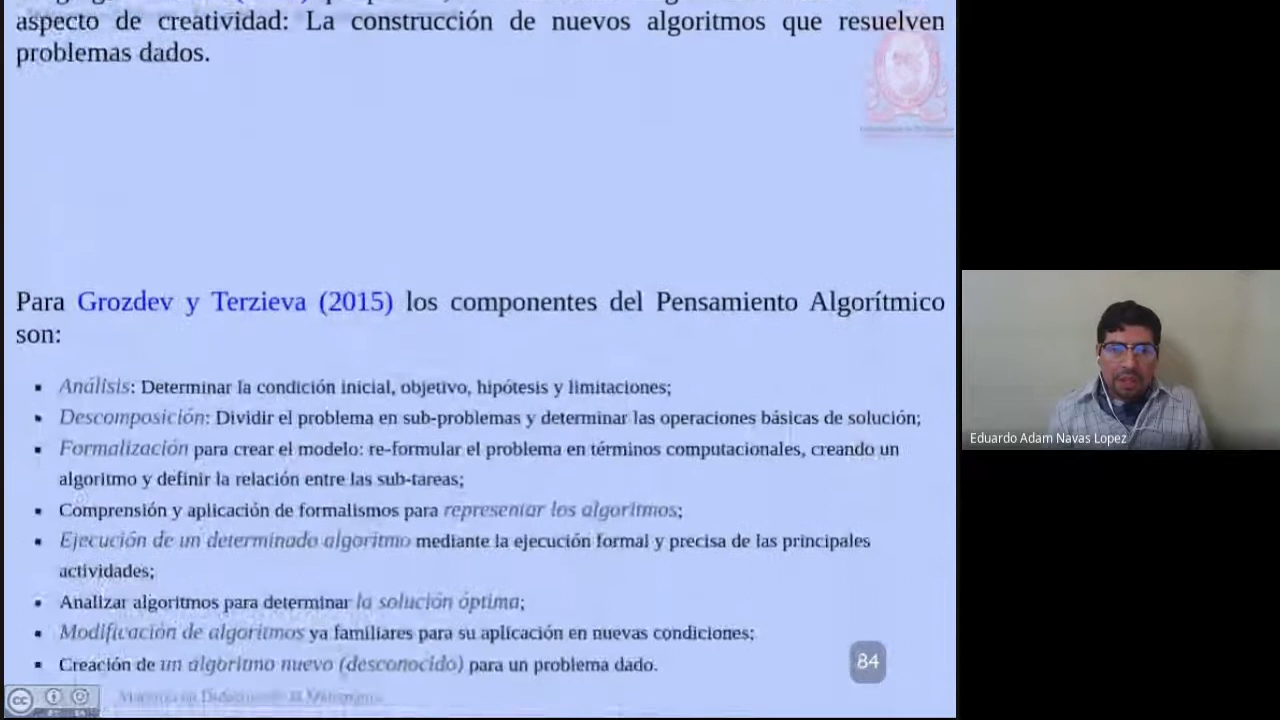 aspecto de creatividad: La construcción de nuevos algoritmos que resuelven
problemas dados.
Para Grozdev y Terzieva (2015) los componentes del Pensamiento Algorítmico
son:
Análisis: Determinar la condición inicial, objetivo, hipótesis y limitaciones;
Descomposición: Dividir el problema en sub-problemas y determinar las operaciones básicas de solución;
Formalización para crear el modelo: re-formular el problema en términos computacionales, creando un
algoritmo y definir la relación entre las sub-tareas;
Comprensión y aplicación de formalismos para representar los algoritmos;
Ejecución de un determinado algoritmo mediante la ejecución formal y precisa de las principales
actividades;
Analizar algoritmos para determinar la solución óptima;
Modificación de algoritmos ya familiares para su aplicación en nuevas condiciones;
Creación de un algoritmo nuevo (desconocido) para un problema dado.
84
cc
Eduardo Adam Navas Lopez